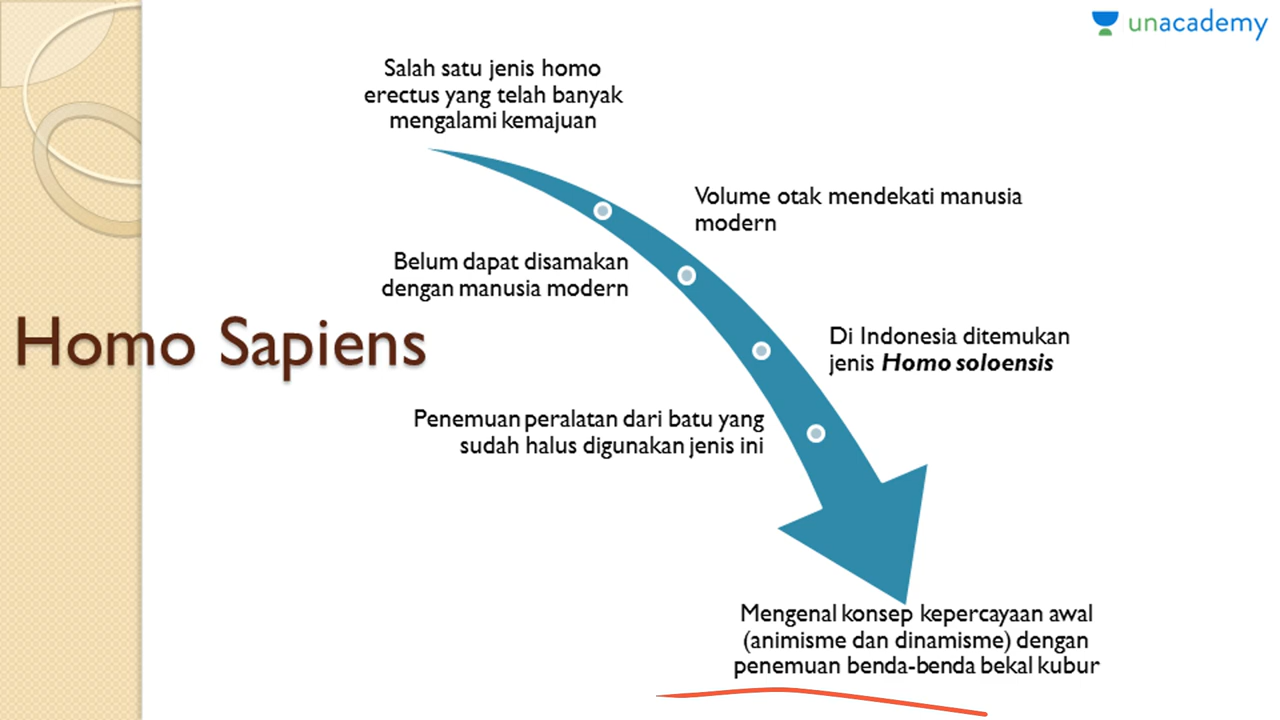 unacademy
Salah satu jenis homo
erectus yang telah banyak
mengalami kemajuan
Volume otak mendekati manusia
modern
Belum dapat disamakan
dengan manusia modern
Homo Sapiens
Di Indonesia ditemukan
jenis Homo soloensis
Penemuan peralatan dari batu yang
sudah halus digunakan jenis ini
Mengenal konsep kepercayaan awal
(animisme dan dinamisme) dengan
penemuan benda-benda bekal kubur